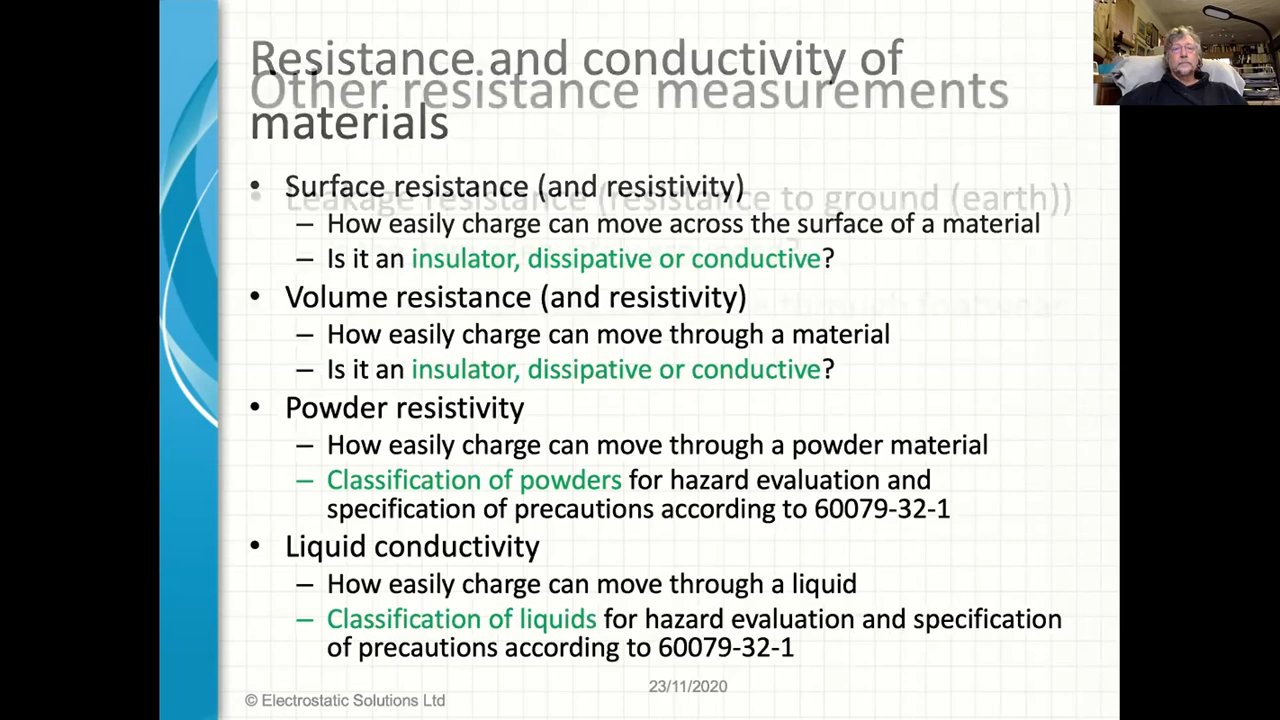 Resistance and conductivity of
Other resistance measurements
materials
• Surface resistance (and resistivity)
• Leakage resistance (resistance to ground (earth))
– How easily charge can move across the surface of a material
– Is it an insulator, dissipative or conductive?
• Volume resistance (and resistivity)
through footwear
– How easily charge can move through a material
– Is it an insulator, dissipative or conductive?
• Powder resistivity
– How easily charge can move through a powder material
– Classification of powders for hazard evaluation and
specification of precautions according to 60079-32-1
• Liquid conductivity
– How easily charge can move through a liquid
– Classification of liquids for hazard evaluation and specification
of precautions according to 60079-32-1
23/11/2020
© Electrostatic Solutions Ltd